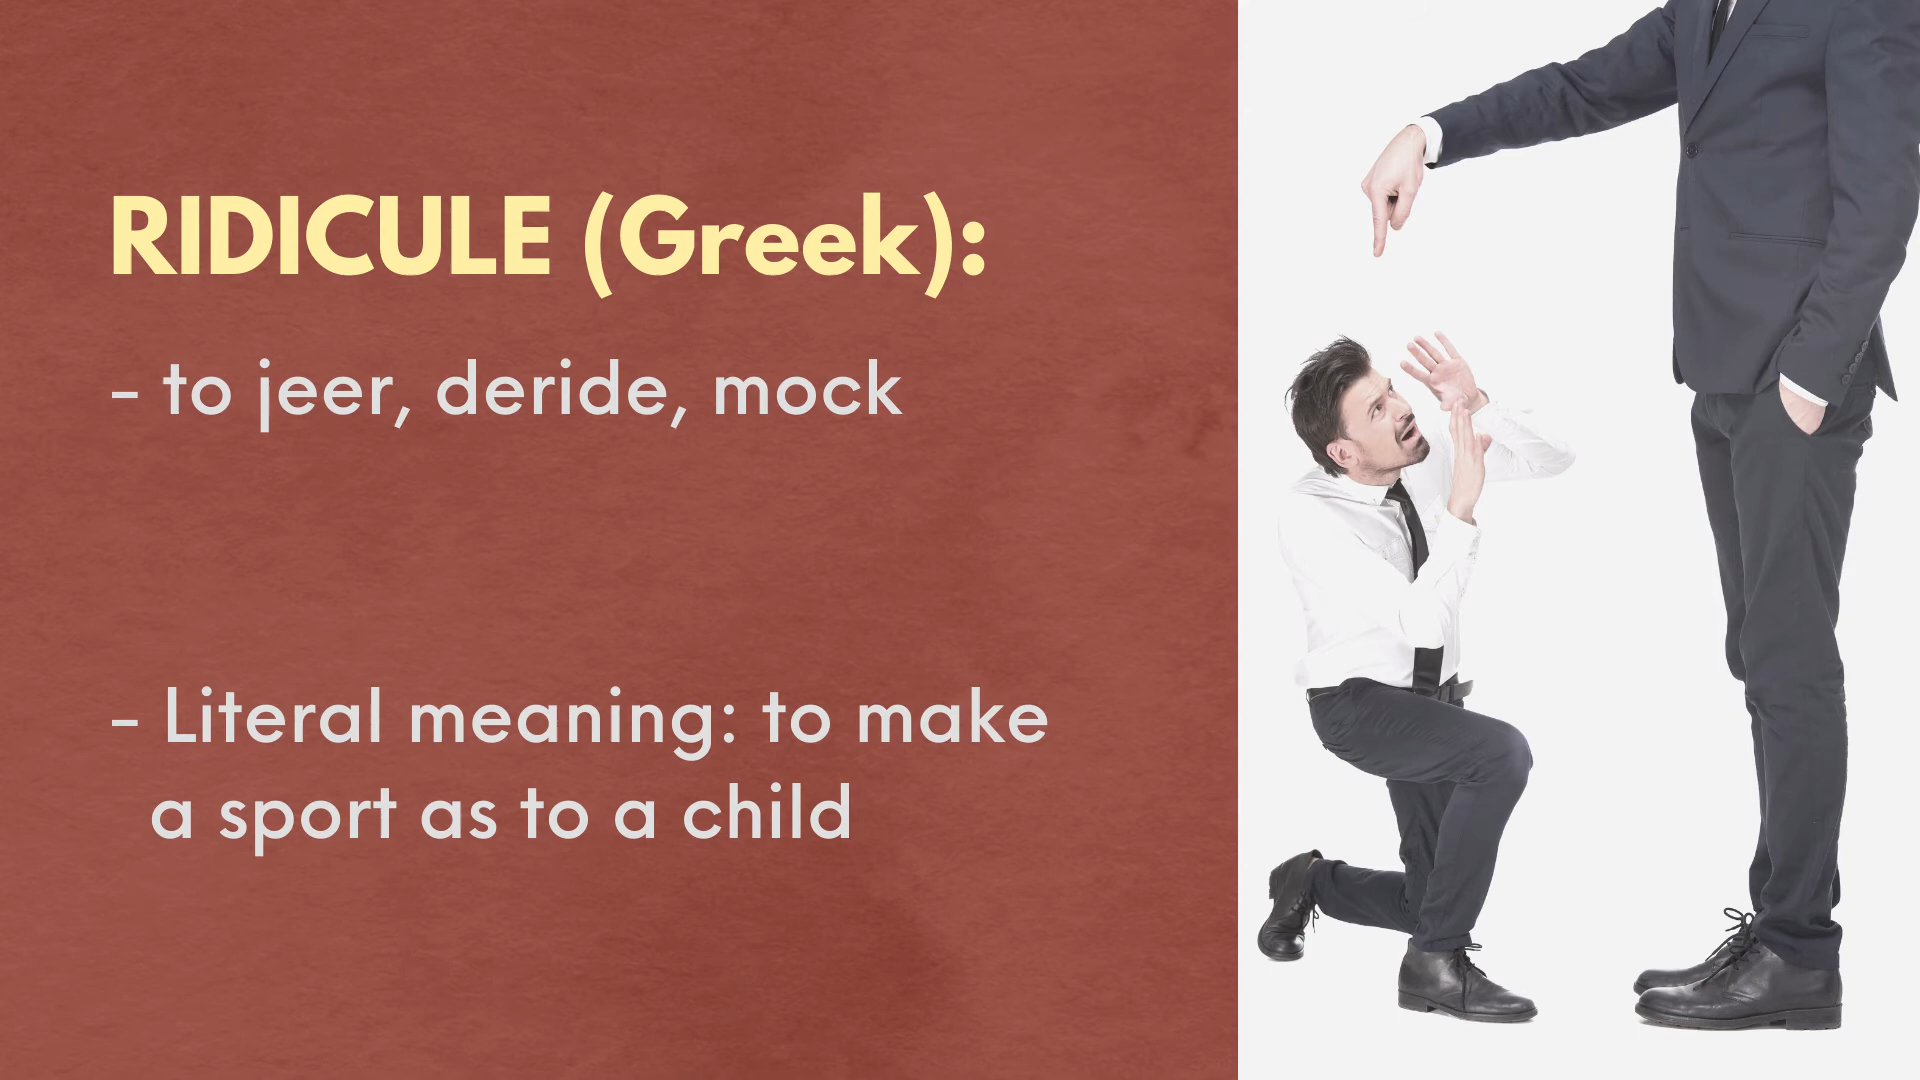 RIDICULE (Greek):
- to jeer, deride, mock
- Literal meaning: to make
a sport as to a child